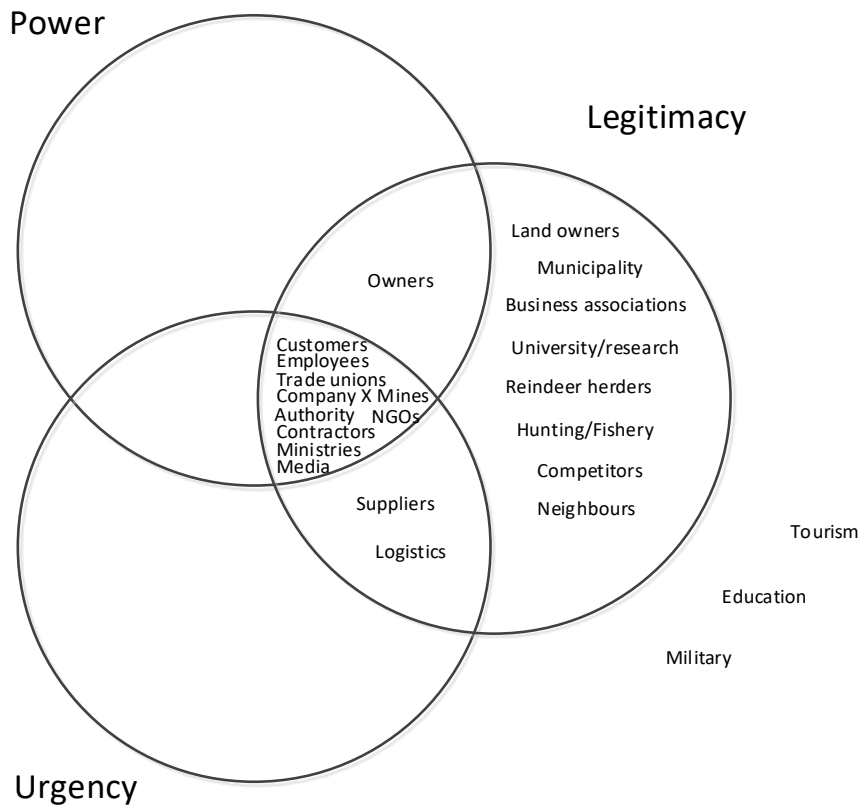 Power
Legitimacy
Land owners
Municipality
Owners
Business associations
Customers
University/research
Employees
Trade unions
Reindeer herders
Company X Mines
Authority NGOs
Hunting/Fishery
Contractors
Ministries
Media
Competitors
Suppliers
Neighbours
Tourism
Logistics
Education
Military
Urgency